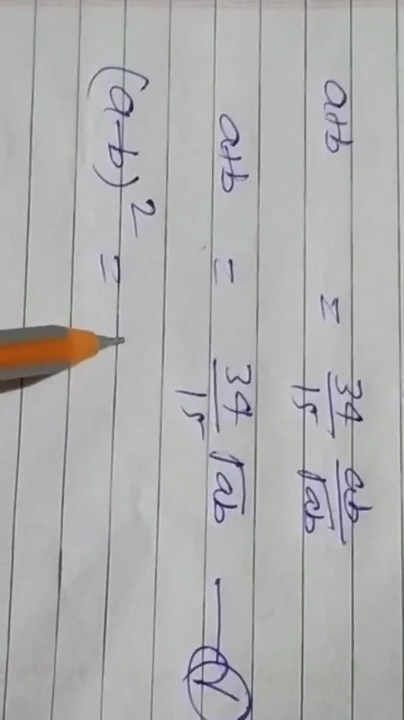 a+b = 34/15 ab/√ab
a+b = 34/15 √ab — (1)
(a-b)² =